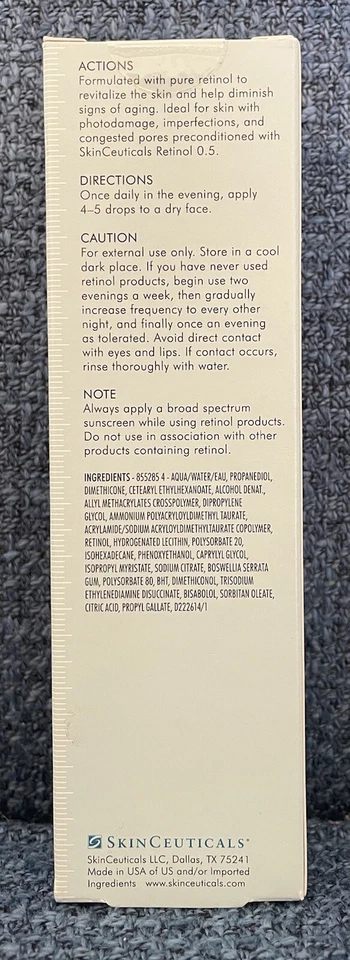 ACTIONS
Formulated with pure retinol to
revitalize the skin and help diminish
signs of aging. Ideal for skin with
photodamage, imperfections, and
congested pores preconditioned with
SkinCeuticals Retinol 0.5.
DIRECTIONS
Once daily in the evening, apply
4–5 drops to a dry face.
CAUTION
For external use only. Store in a cool
dark place. If you have never used
retinol products, begin use two
evenings a week, then gradually
increase frequency to every other
night, and finally once an evening
as tolerated. Avoid direct contact
with eyes and lips. If contact occurs,
rinse thoroughly with water.
NOTE
Always apply a broad spectrum
sunscreen while using retinol products.
Do not use in association with other
products containing retinol.
INGREDIENTS - 855285 4 - AQUA/WATER/EAU, PROPANEDIOL,
DIMETHICONE, CETEARYL ETHYLHEXANOATE, ALCOHOL DENAT.,
ALLYL METHACRYLATES CROSSPOLYMER, DIPROPYLENE
GLYCOL, AMMONIUM POLYACRYLOYLDIMETHYL TAURATE,
ACRYLAMIDE/SODIUM ACRYLOYLDIMETHYLTAURATE COPOLYMER,
RETINOL, HYDROGENATED LECITHIN, POLYSORBATE 20,
ISOHEXADECANE, PHENOXYETHANOL, CAPRYLYL GLYCOL,
ISOPROPYL MYRISTATE, SODIUM CITRATE, BOSWELLIA SERRATA
GUM, POLYSORBATE 80, BHT, DIMETHICONOL, TRISODIUM
ETHYLENEDIAMINE DISUCCINATE, BISABOLOL, SORBITAN OLEATE,
CITRIC ACID, PROPYL GALLATE, D222614/1
SKINCEUTICALS®
SkinCeuticals LLC, Dallas, TX 75241
Made in USA of US and/or Imported
Ingredients www.skinceuticals.com